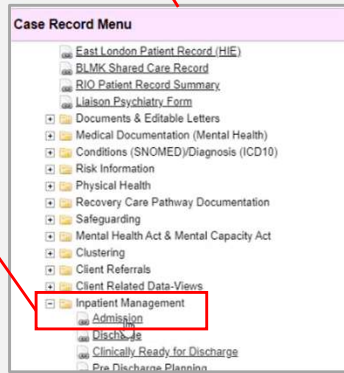 Case Record Menu
East London Patient Record (HIE)
BLMK Shared Care Record
RIO Patient Record Summary
Liaison Psychiatry Form
Documents & Editable Letters
Medical Documentation (Mental Health)
Conditions (SNOMED)/Diagnosis (ICD10)
Risk Information
Physical Health
Recovery Care Pathway Documentation
Safeguarding
Mental Health Act & Mental Capacity Act
Clustering
Client Referrals
Client Related Data-Views
Inpatient Management
Admission
Discharge
Clinically Ready for Discharge
Pre Discharge Planning